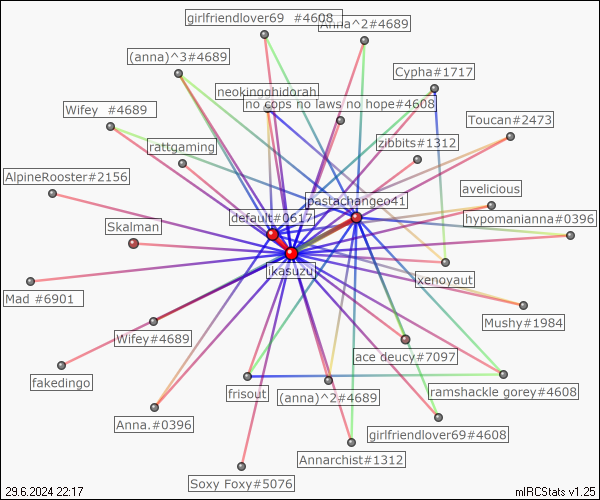 girlfriendlover69 #4608
Anna^2#4689
(anna)^3#4689
Cypha#1717
neokingghidorah
no cops no laws no hope#4608
Wifey #4689
Toucan#2473
rattgaming
zibbits#1312
AlpineRooster#2156
avelicious
pastachangeo41
default#0617
hypomanianna#0396
Skalman
ikasuzu
xenoyaut
Mad #6901
Mushy#1984
Wifey#4689
ace deucy#7097
fakedingo
frisout
(anna)^2#4689
ramshackle gorey#4608
Anna.#0396
girlfriendlover69#4608
Annarchist#1312
Soxy Foxy#5076
29.6.2024 22:17
mIRCStats v1.25